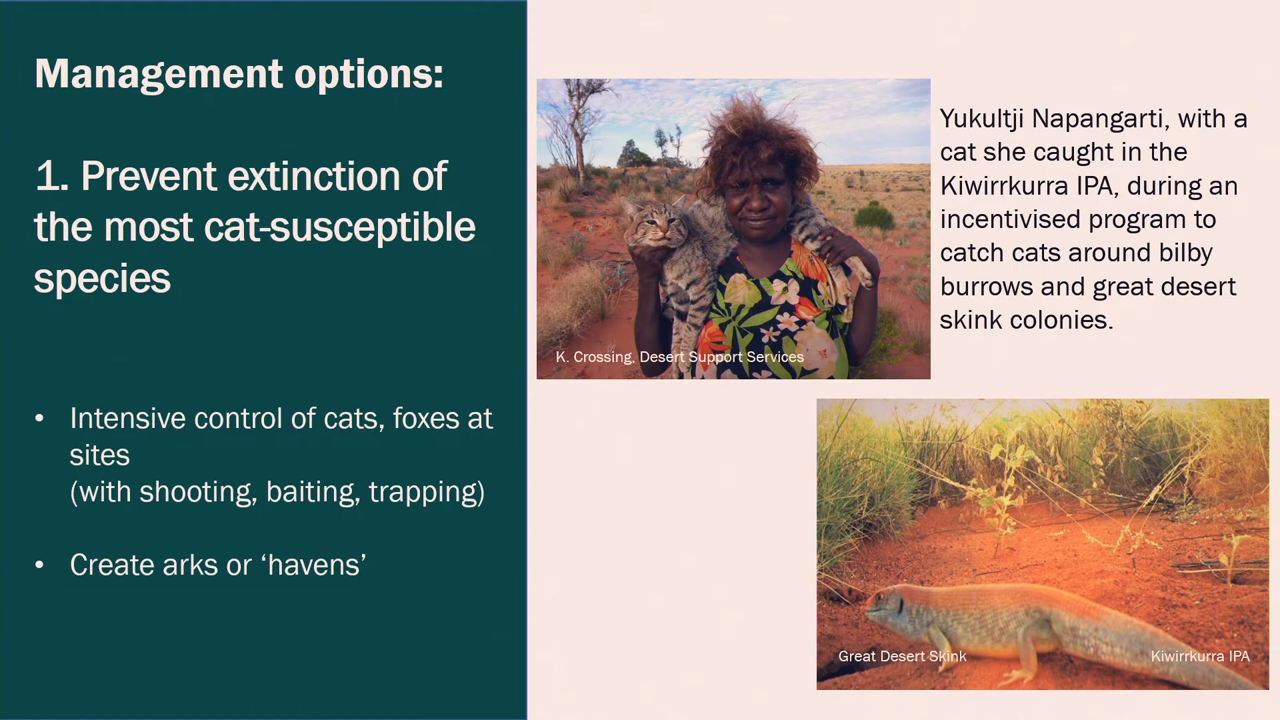 Management options:
1. Prevent extinction of
the most cat-susceptible
species
• Intensive control of cats, foxes at
sites
(with shooting, baiting, trapping)
• Create arks or ‘havens’
K. Crossing, Desert Support Services
Yukultji Napangarti, with a
cat she caught in the
Kiwirrkurra IPA, during an
incentivised program to
catch cats around bilby
burrows and great desert
skink colonies.
Great Desert Skink
Kiwirrkurra IPA